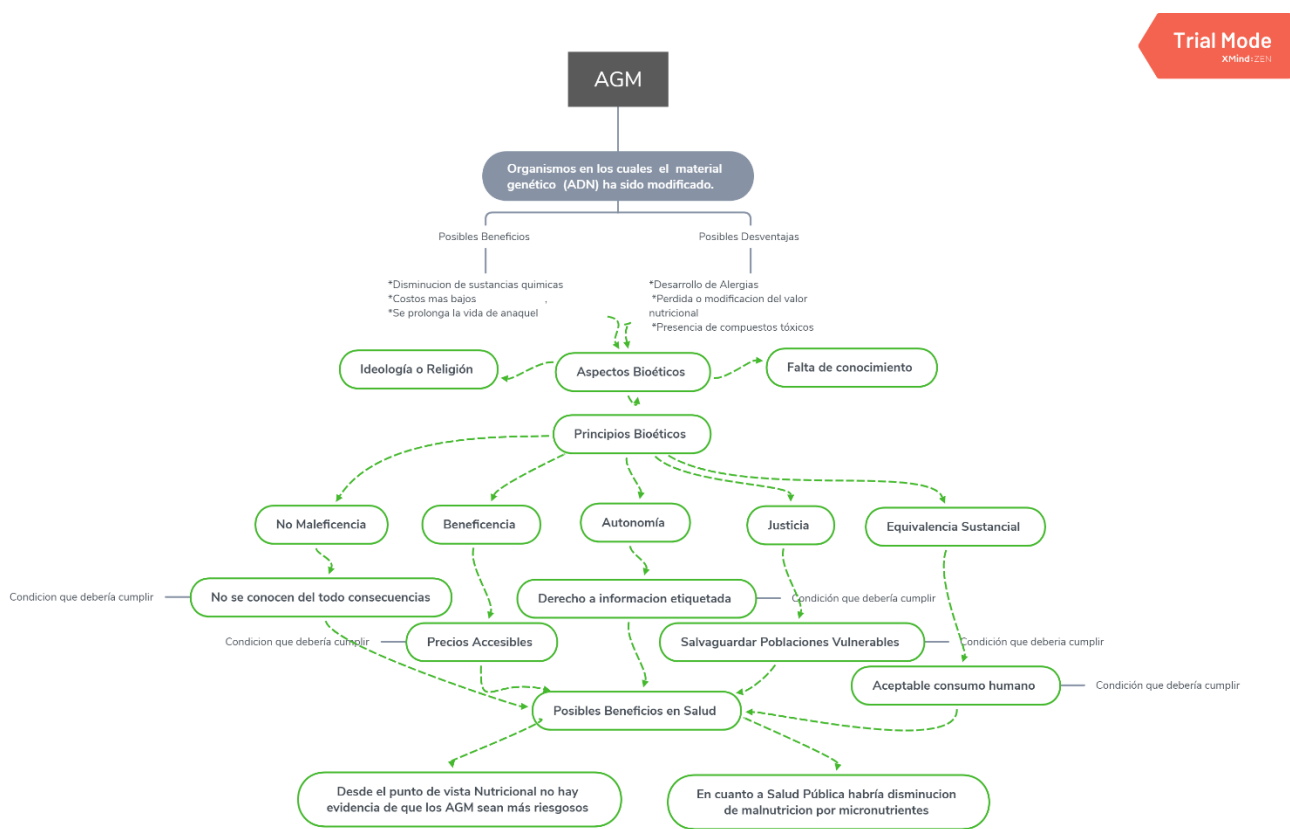 Trial Mode
XMind:ZEN
AGM
Organismos en los cuales el material
genético (ADN) ha sido modificado.
Posibles Beneficios
Posibles Desventajas
*Disminucion de sustancias quimicas
*Costos mas bajos ,
*Se prolonga la vida de anaquel
*Desarrollo de Alergias
*Perdida o modificacion del valor
nutricional
*Presencia de compuestos tóxicos
Ideología o Religión
Aspectos Bioéticos
Falta de conocimiento
Principios Bioéticos
No Maleficencia
Beneficencia
Autonomía
Justicia
Equivalencia Sustancial
Condicion que debería cumplir
No se conocen del todo consecuencias
Derecho a informacion etiquetada
Condición que debería cumplir
Condicion que debería cumplir
Precios Accesibles
Salvaguardar Poblaciones Vulnerables
Condición que deberia cumplir
Aceptable consumo humano
Condición que debería cumplir
Posibles Beneficios en Salud
Desde el punto de vista Nutricional no hay
evidencia de que los AGM sean más riesgosos
En cuanto a Salud Pública habría disminucion
de malnutricion por micronutrientes